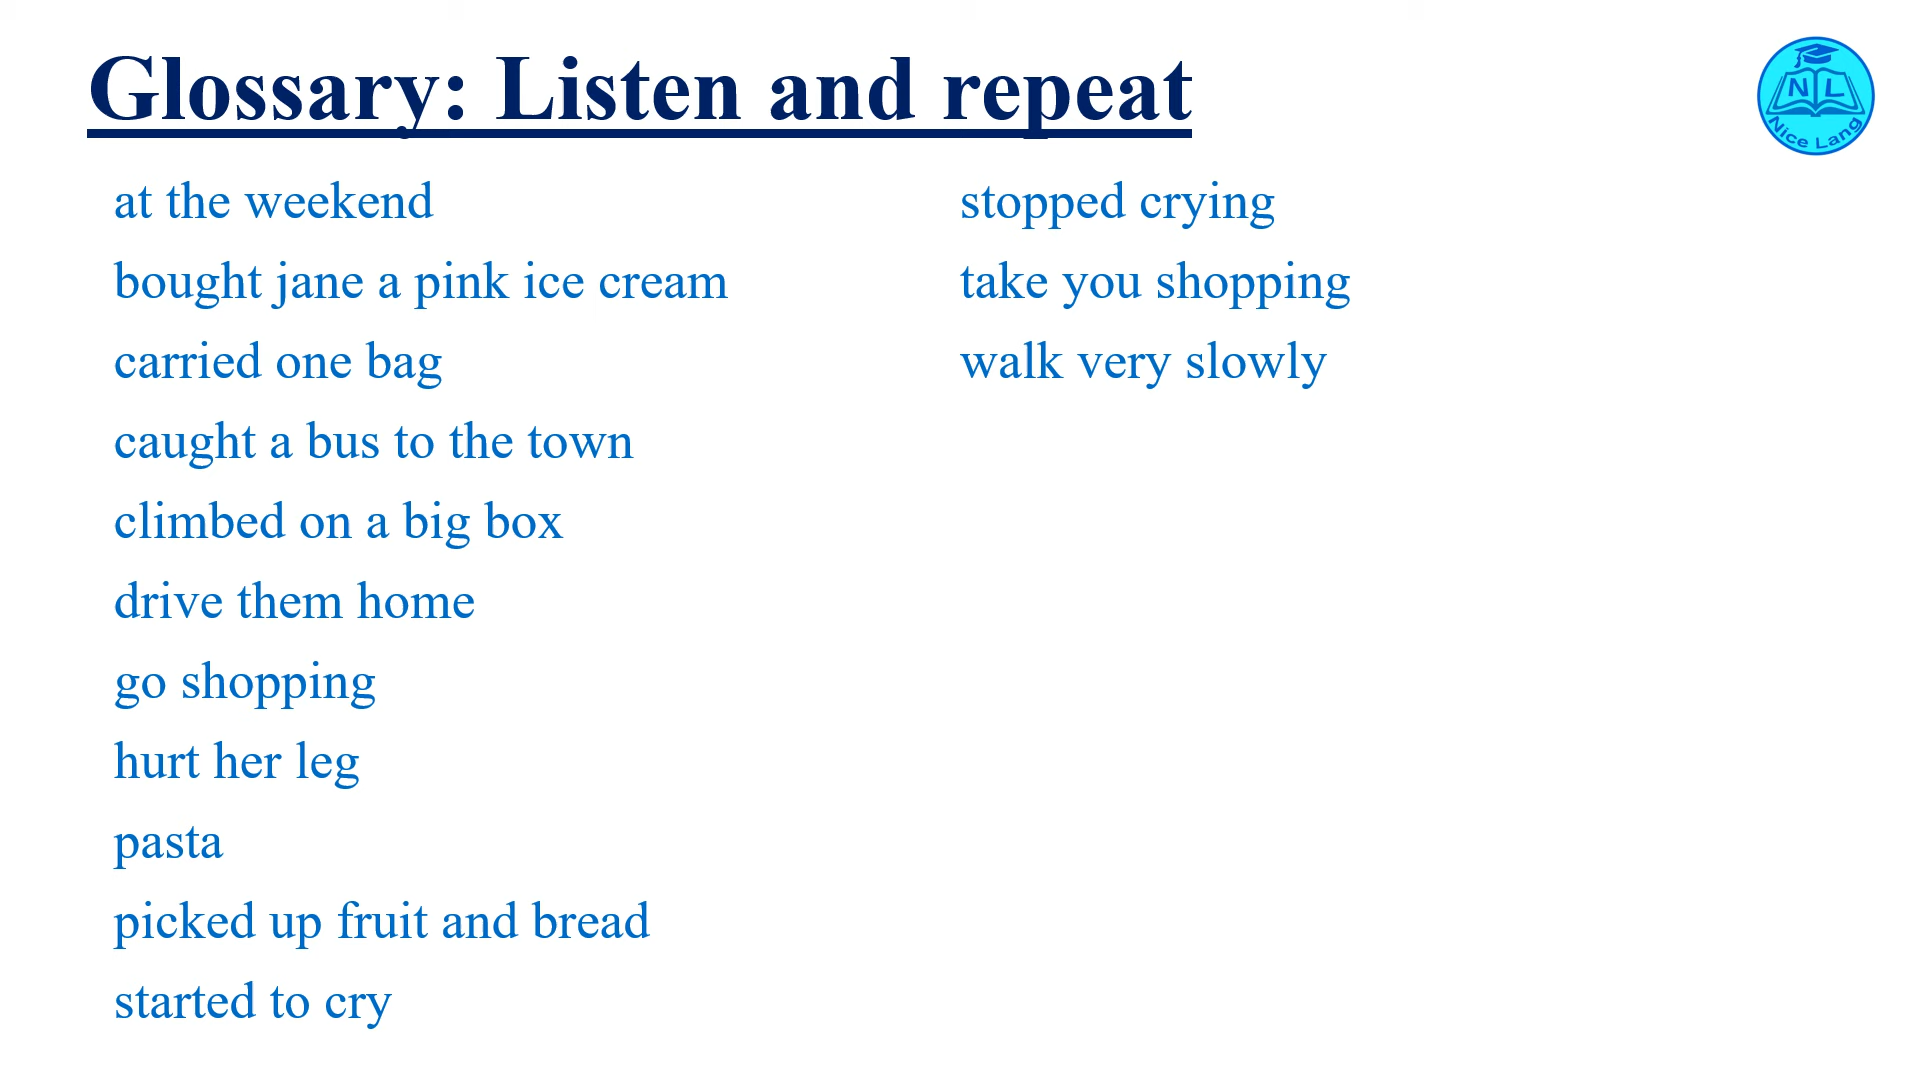 Glossary: Listen and repeat
N L
Nice Lang
at the weekend
bought jane a pink ice cream
carried one bag
caught a bus to the town
climbed on a big box
drive them home
go shopping
hurt her leg
pasta
picked up fruit and bread
started to cry
stopped crying
take you shopping
walk very slowly